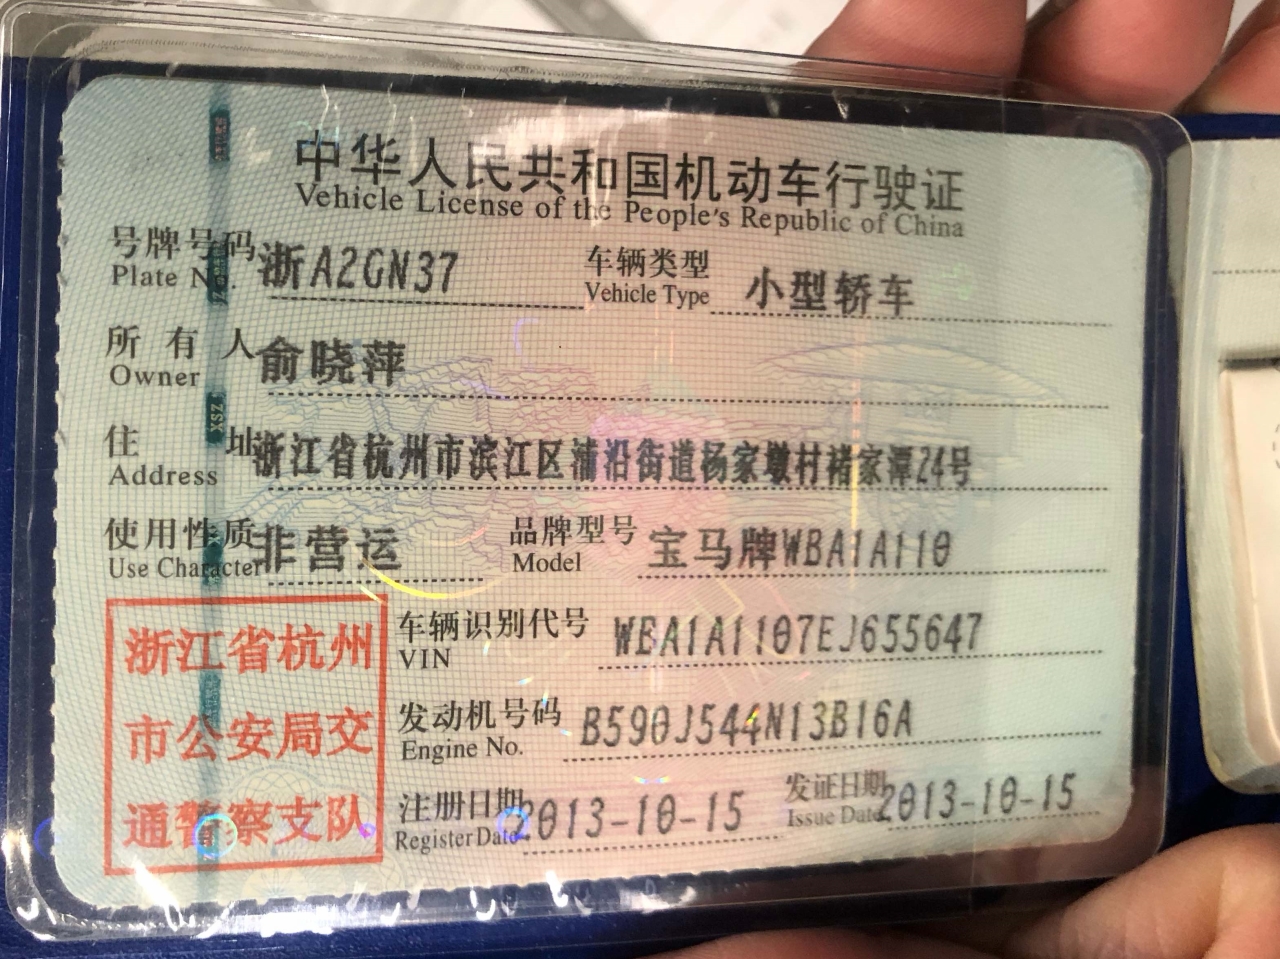 中华人民共和国机动车行驶证
Vehicle License of the People's Republic of China
号牌号码 浙A2GN37 车辆类型 小型轿车
Plate No. Vehicle Type
所有人 俞晓萍
Owner
住址 浙江省杭州市滨江区浦沿街道杨家墩村褚家潭24号
Address
使用性质 非营运 品牌型号 宝马牌WBA1A110
Use Character Model
浙江省杭州
市公安局交
通警察支队
车辆识别代号 WBA1A1107EJ655647
VIN
发动机号码 B590J544N13B16A
Engine No.
注册日期 2013-10-15 发证日期 2013-10-15
Register Date Issue Date